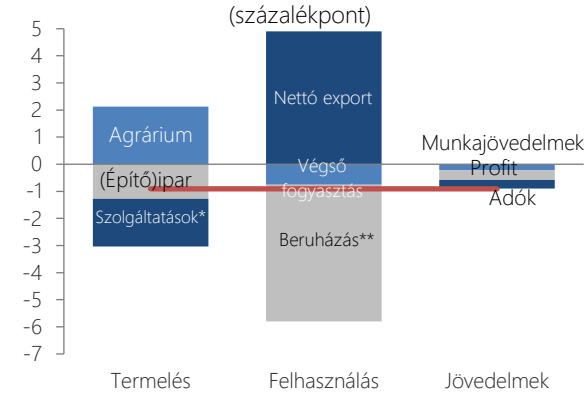 (százalékpont)
5
4
3
2
1
0
-1
-2
-3
-4
-5
-6
-7
Agrárium
(Építő)ipar
Szolgáltatások*
Nettó export
Végső
fogyasztás
Beruházás**
Munkajövedelmek
Profit
Adók
Termelés
Felhasználás
Jövedelmek